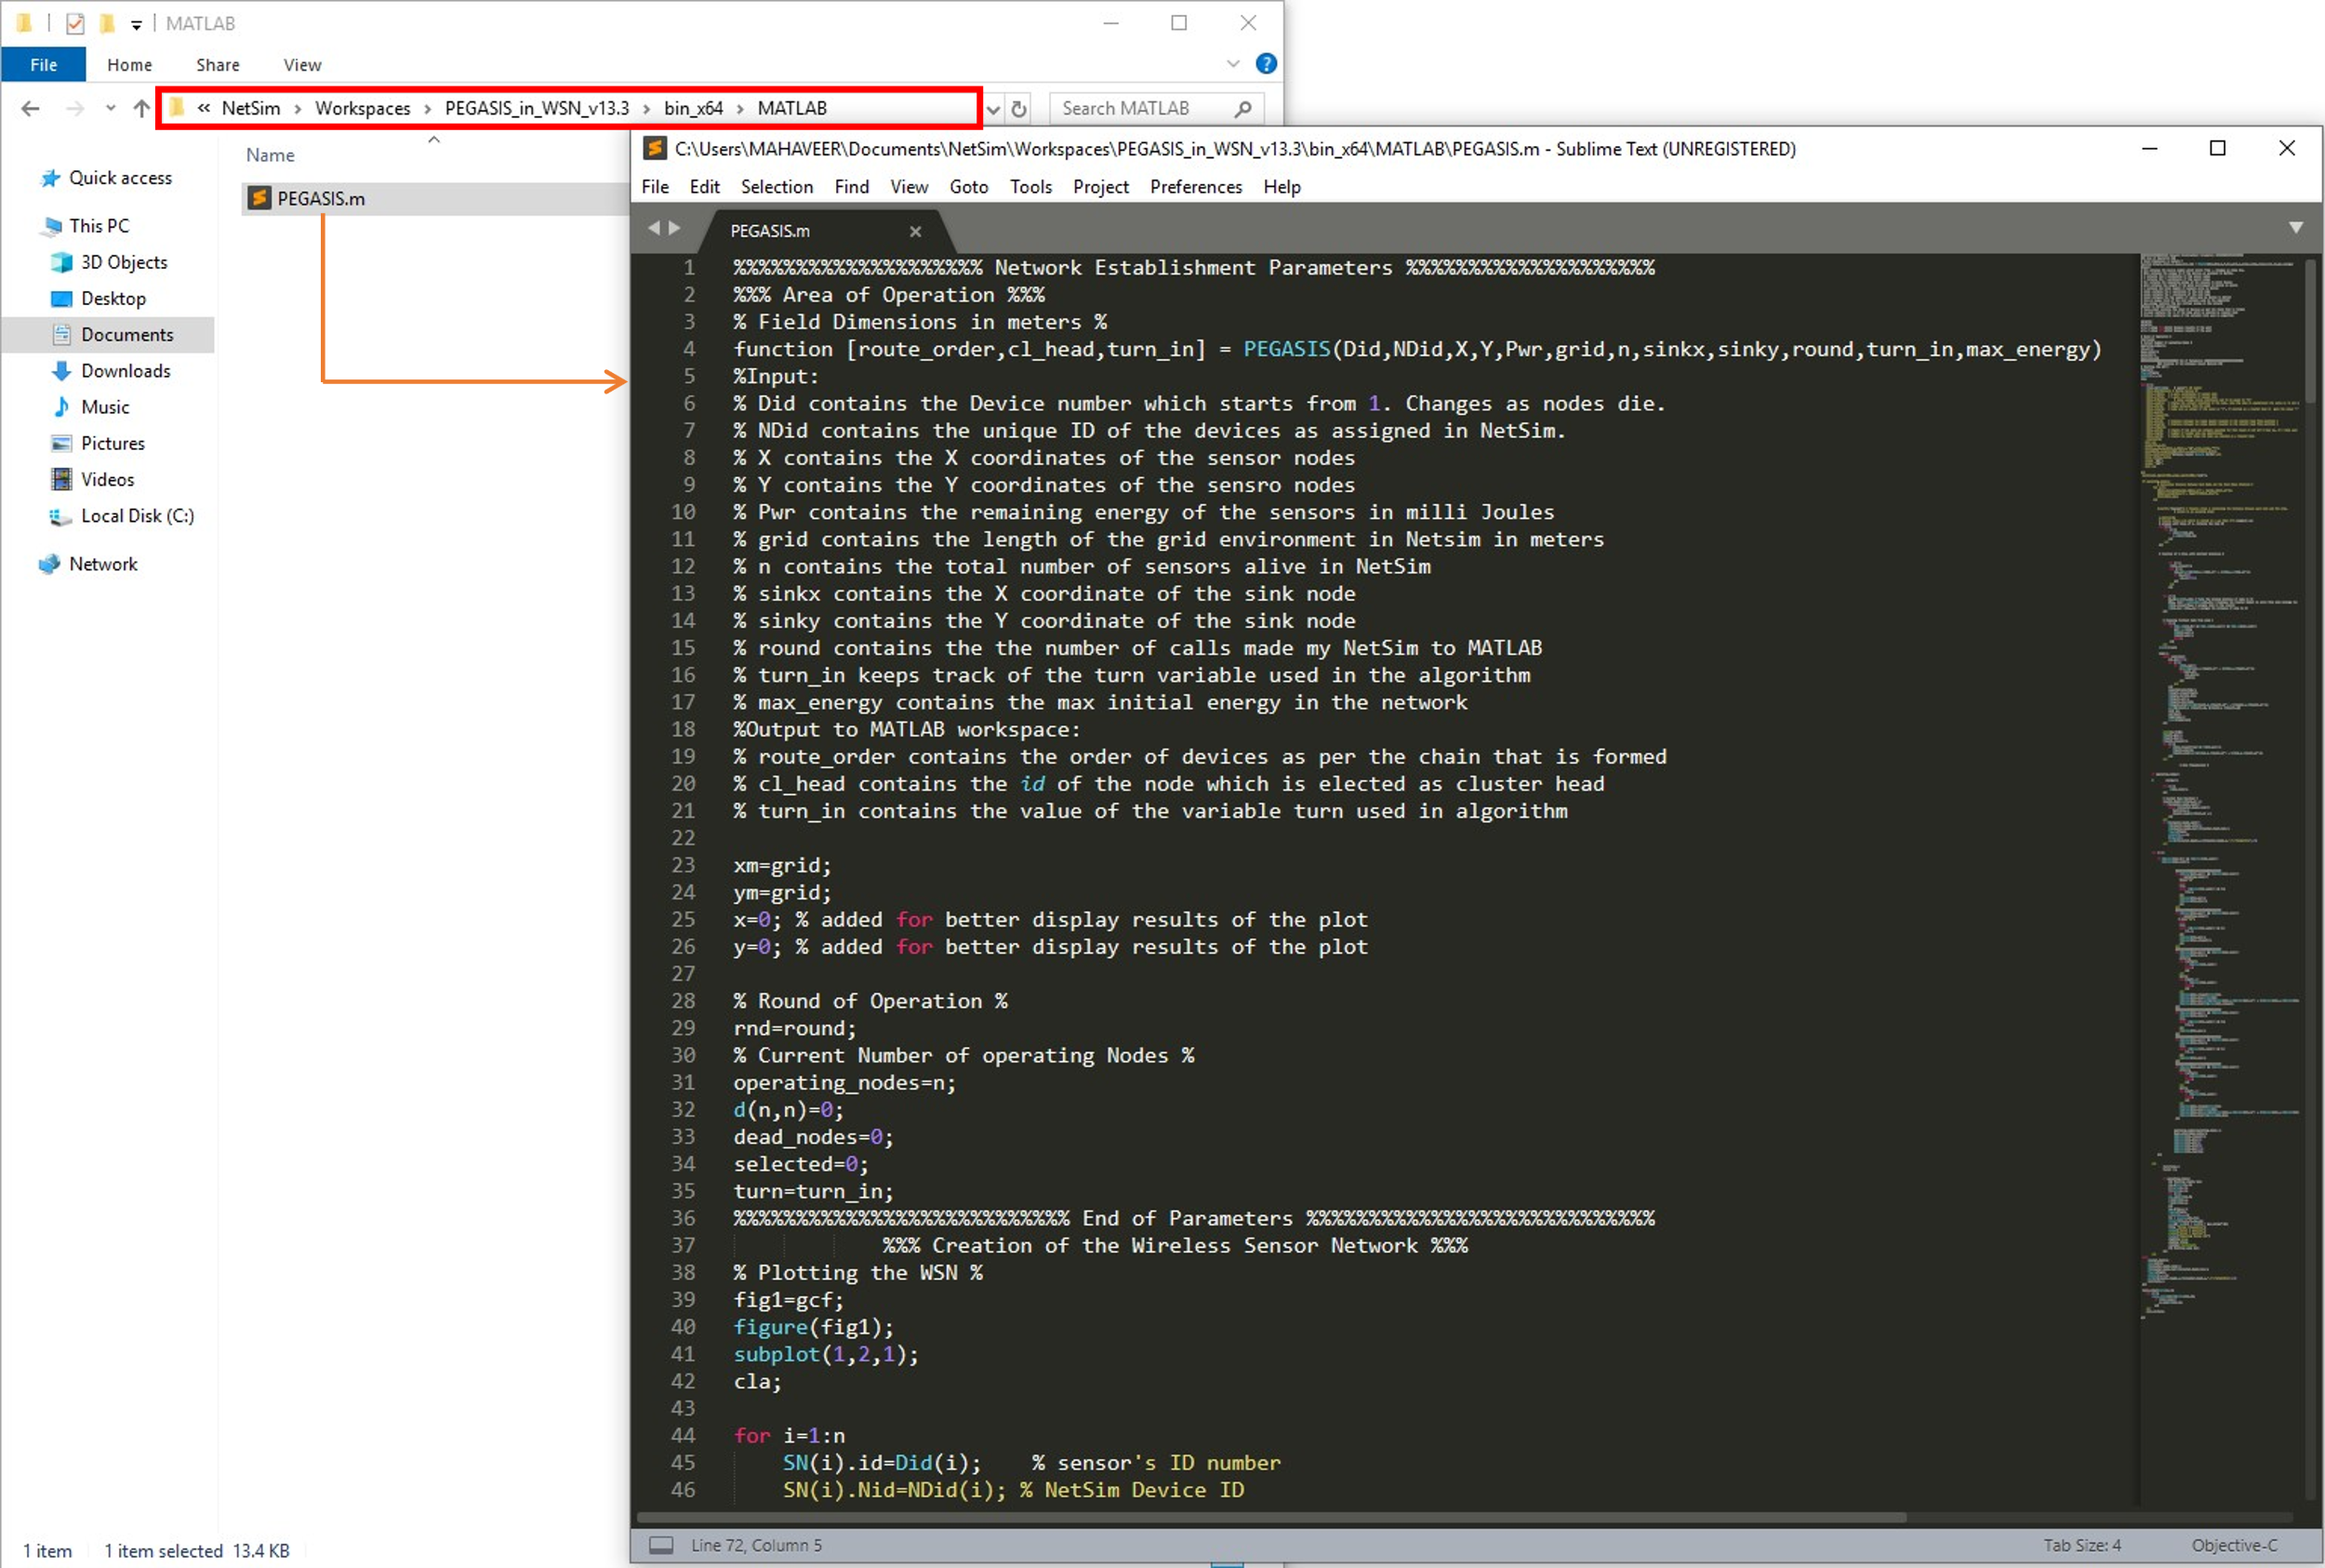 MATLAB
File Home Share View
« NetSim › Workspaces › PEGASIS_in_WSN_v13.3 › bin_x64 › MATLAB
Search MATLAB
Name
PEGASIS.m
Quick access
This PC
3D Objects
Desktop
Documents
Downloads
Music
Pictures
Videos
Local Disk (C:)
Network
1 item 1 item selected 13.4 KB
C:\Users\MAHAVEER\Documents\NetSim\Workspaces\PEGASIS_in_WSN_v13.3\bin_x64\MATLAB\PEGASIS.m - Sublime Text (UNREGISTERED)
File Edit Selection Find View Goto Tools Project Preferences Help
PEGASIS.m
1 %%%%%%%%%%%%%%%%%%%% Network Establishment Parameters %%%%%%%%%%%%%%%%%%%%
2 %%% Area of Operation %%%
3 % Field Dimensions in meters %
4 function [route_order,cl_head,turn_in] = PEGASIS(Did,NDid,X,Y,Pwr,grid,n,sinkx,sinky,round,turn_in,max_energy)
5 %Input:
6 % Did contains the Device number which starts from 1. Changes as nodes die.
7 % NDid contains the unique ID of the devices as assigned in NetSim.
8 % X contains the X coordinates of the sensor nodes
9 % Y contains the Y coordinates of the sensro nodes
10 % Pwr contains the remaining energy of the sensors in milli Joules
11 % grid contains the length of the grid environment in Netsim in meters
12 % n contains the total number of sensors alive in NetSim
13 % sinkx contains the X coordinate of the sink node
14 % sinky contains the Y coordinate of the sink node
15 % round contains the the number of calls made my NetSim to MATLAB
16 % turn_in keeps track of the turn variable used in the algorithm
17 % max_energy contains the max initial energy in the network
18 %Output to MATLAB workspace:
19 % route_order contains the order of devices as per the chain that is formed
20 % cl_head contains the id of the node which is elected as cluster head
21 % turn_in contains the value of the variable turn used in algorithm
22
23 xm=grid;
24 ym=grid;
25 x=0; % added for better display results of the plot
26 y=0; % added for better display results of the plot
27
28 % Round of Operation %
29 rnd=round;
30 % Current Number of operating Nodes %
31 operating_nodes=n;
32 d(n,n)=0;
33 dead_nodes=0;
34 selected=0;
35 turn=turn_in;
36 %%%%%%%%%%%%%%%%%%%%%%%%%%% End of Parameters %%%%%%%%%%%%%%%%%%%%%%%%%%%%
37 %%% Creation of the Wireless Sensor Network %%%
38 % Plotting the WSN %
39 fig1=gcf;
40 figure(fig1);
41 subplot(1,2,1);
42 cla;
43
44 for i=1:n
45 SN(i).id=Did(i); % sensor's ID number
46 SN(i).Nid=NDid(i); % NetSim Device ID
Line 72, Column 5
Tab Size: 4 Objective-C